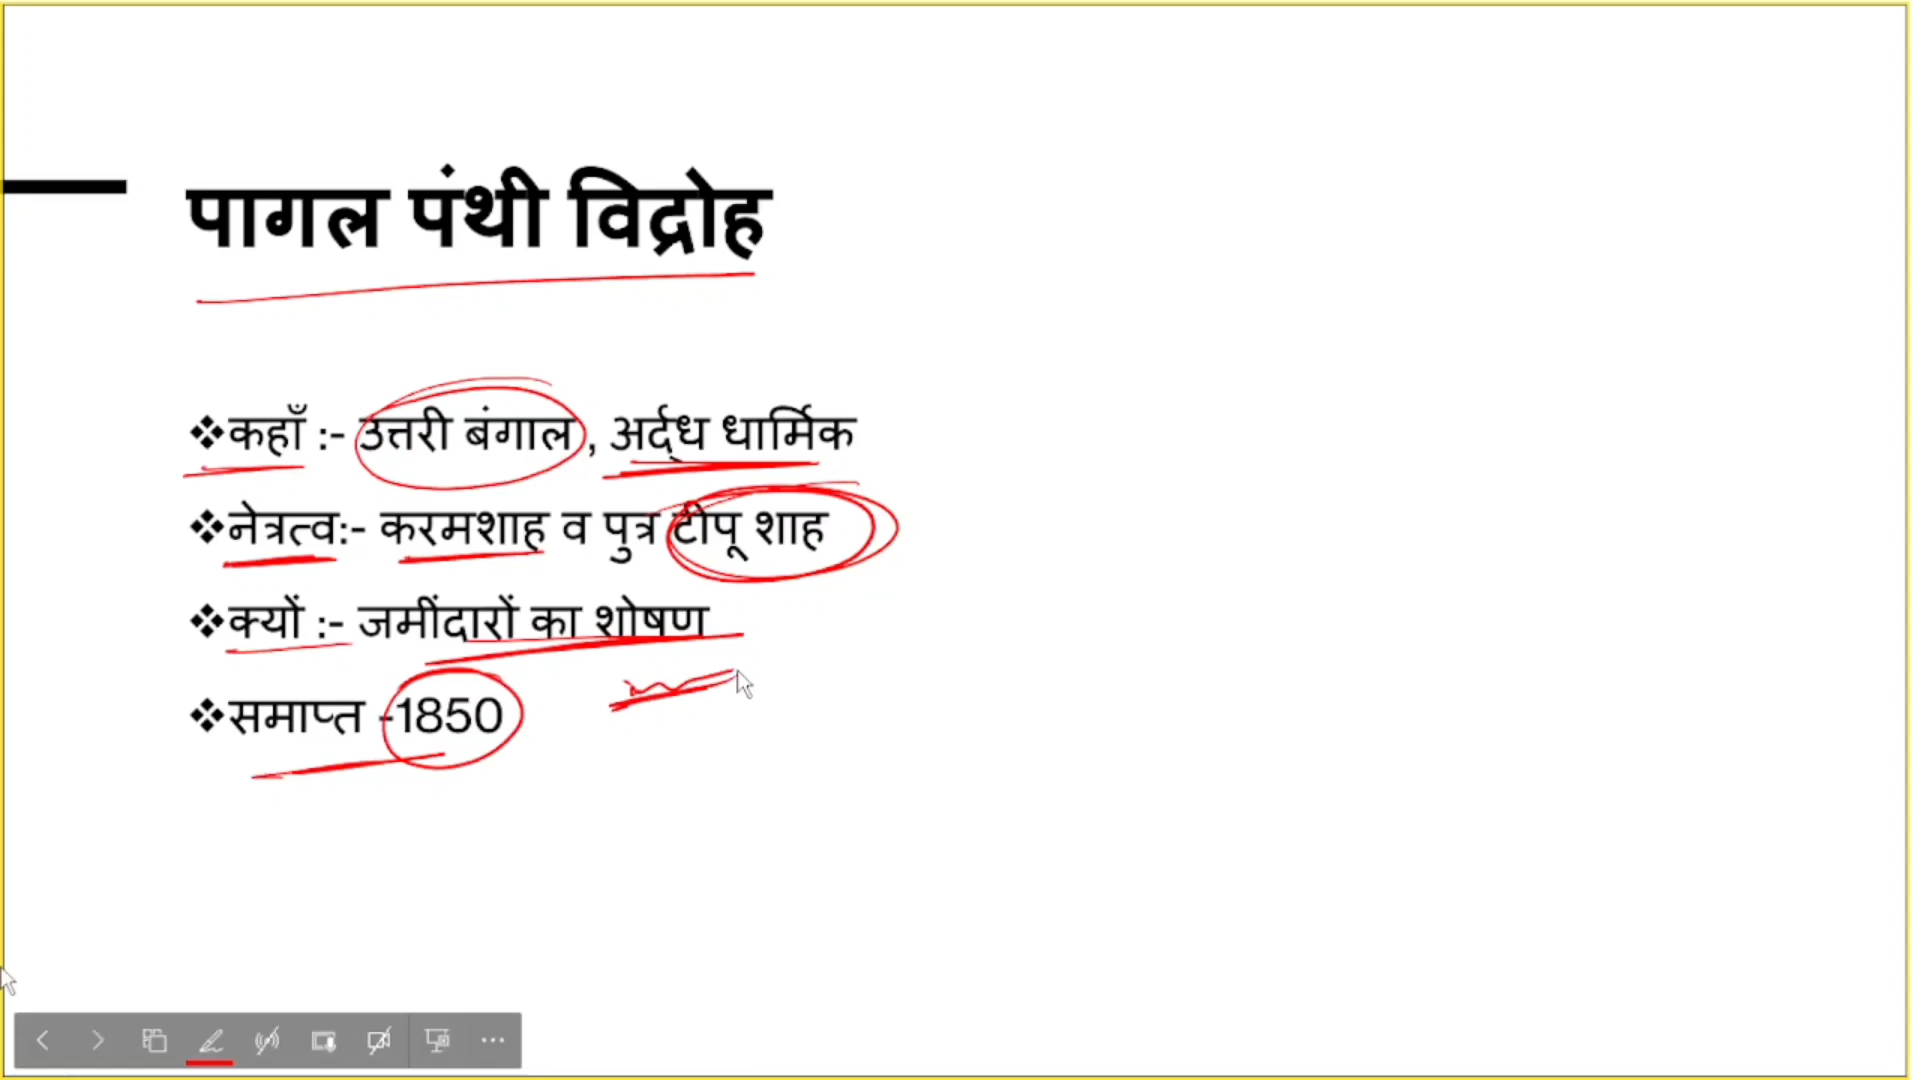 पागल पंथी विद्रोह
❖कहाँ :- उत्तरी बंगाल , अर्द्ध धार्मिक
❖नेत्रत्व:- करमशाह व पुत्र टीपू शाह
❖क्यों :- जमींदारों का शोषण
❖समाप्त -1850